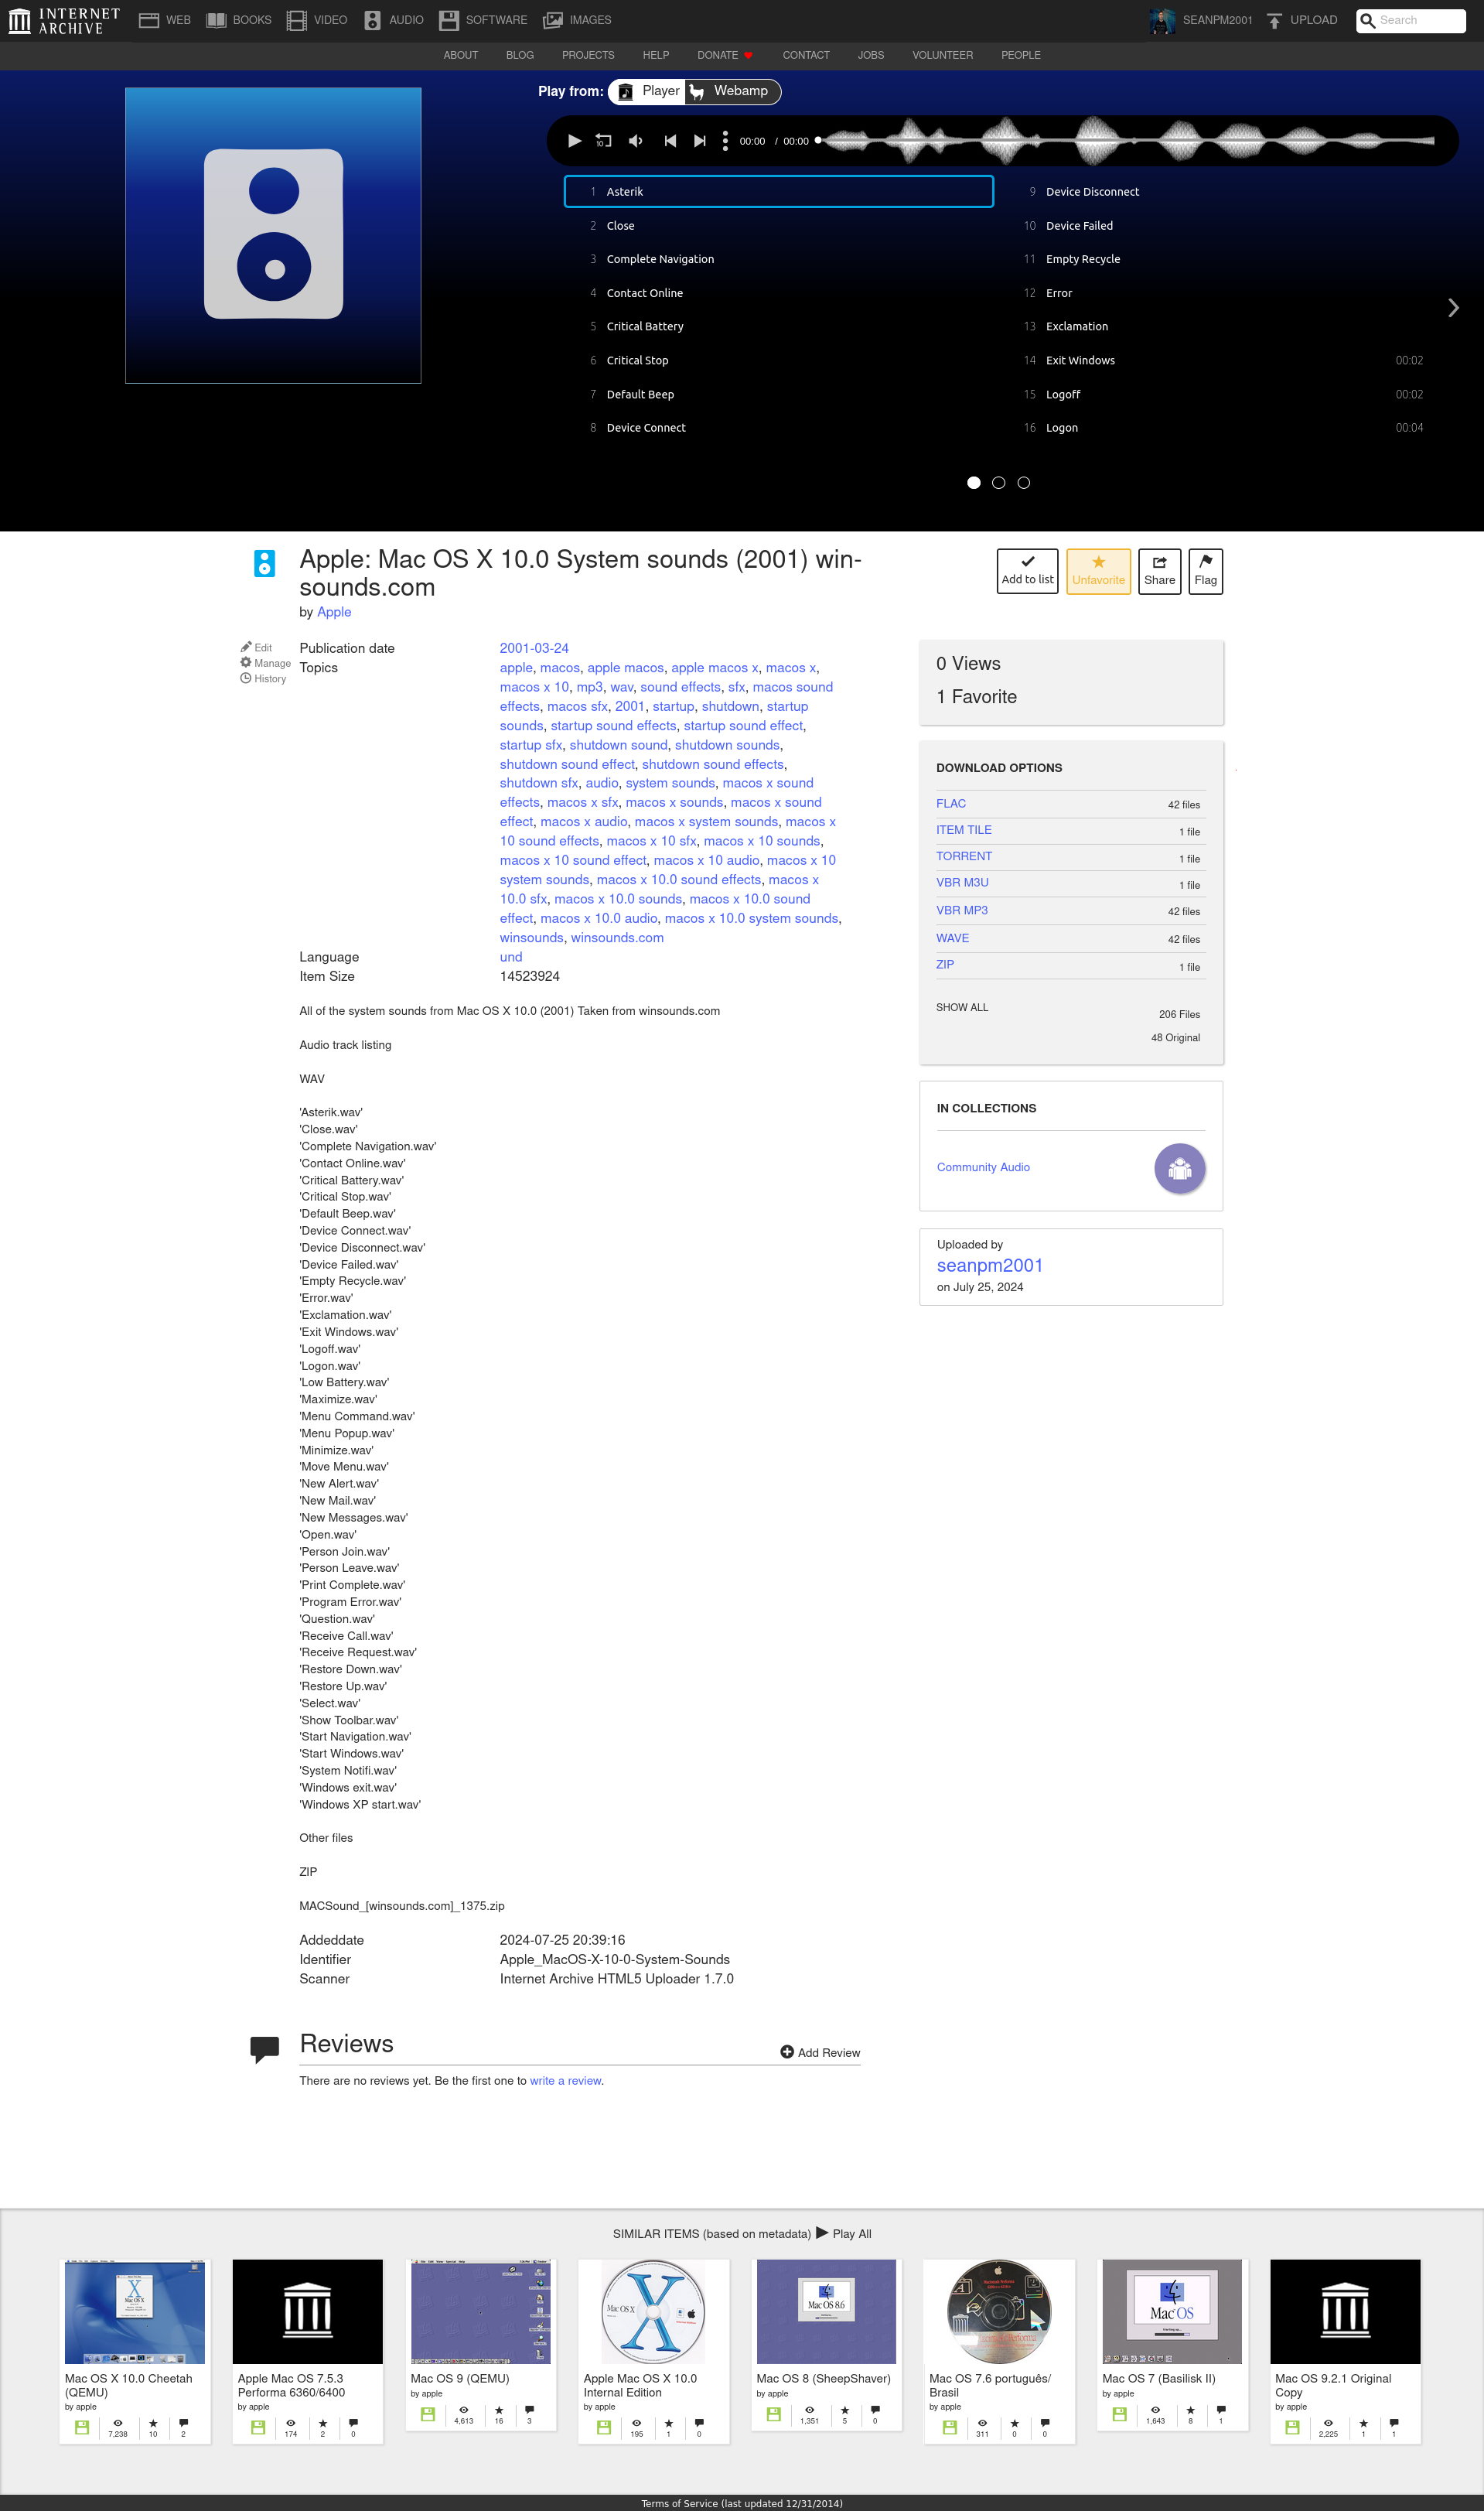 INTERNET ARCHIVE
WEB BOOKS VIDEO AUDIO SOFTWARE IMAGES SEANPM2001 UPLOAD Search
ABOUT BLOG PROJECTS HELP DONATE CONTACT JOBS VOLUNTEER PEOPLE
Play from: Player Webamp
10 00:00 / 00:00
1 Asterik
2 Close
3 Complete Navigation
4 Contact Online
5 Critical Battery
6 Critical Stop
7 Default Beep
8 Device Connect
9 Device Disconnect
10 Device Failed
11 Empty Recycle
12 Error
13 Exclamation
14 Exit Windows 00:02
15 Logoff 00:02
16 Logon 00:04
Apple: Mac OS X 10.0 System sounds (2001) win-
sounds.com
by Apple
Add to list Unfavorite Share Flag
Edit
Manage
History
Publication date 2001-03-24
Topics apple, macos, apple macos, apple macos x, macos x,
macos x 10, mp3, wav, sound effects, sfx, macos sound
effects, macos sfx, 2001, startup, shutdown, startup
sounds, startup sound effects, startup sound effect,
startup sfx, shutdown sound, shutdown sounds,
shutdown sound effect, shutdown sound effects,
shutdown sfx, audio, system sounds, macos x sound
effects, macos x sfx, macos x sounds, macos x sound
effect, macos x audio, macos x system sounds, macos x
10 sound effects, macos x 10 sfx, macos x 10 sounds,
macos x 10 sound effect, macos x 10 audio, macos x 10
system sounds, macos x 10.0 sound effects, macos x
10.0 sfx, macos x 10.0 sounds, macos x 10.0 sound
effect, macos x 10.0 audio, macos x 10.0 system sounds,
winsounds, winsounds.com
Language und
Item Size 14523924
All of the system sounds from Mac OS X 10.0 (2001) Taken from winsounds.com
Audio track listing
WAV
'Asterik.wav'
'Close.wav'
'Complete Navigation.wav'
'Contact Online.wav'
'Critical Battery.wav'
'Critical Stop.wav'
'Default Beep.wav'
'Device Connect.wav'
'Device Disconnect.wav'
'Device Failed.wav'
'Empty Recycle.wav'
'Error.wav'
'Exclamation.wav'
'Exit Windows.wav'
'Logoff.wav'
'Logon.wav'
'Low Battery.wav'
'Maximize.wav'
'Menu Command.wav'
'Menu Popup.wav'
'Minimize.wav'
'Move Menu.wav'
'New Alert.wav'
'New Mail.wav'
'New Messages.wav'
'Open.wav'
'Person Join.wav'
'Person Leave.wav'
'Print Complete.wav'
'Program Error.wav'
'Question.wav'
'Receive Call.wav'
'Receive Request.wav'
'Restore Down.wav'
'Restore Up.wav'
'Select.wav'
'Show Toolbar.wav'
'Start Navigation.wav'
'Start Windows.wav'
'System Notifi.wav'
'Windows exit.wav'
'Windows XP start.wav'
Other files
ZIP
MACSound_[winsounds.com]_1375.zip
Addeddate 2024-07-25 20:39:16
Identifier Apple_MacOS-X-10-0-System-Sounds
Scanner Internet Archive HTML5 Uploader 1.7.0
0 Views
1 Favorite
DOWNLOAD OPTIONS
FLAC 42 files
ITEM TILE 1 file
TORRENT 1 file
VBR M3U 1 file
VBR MP3 42 files
WAVE 42 files
ZIP 1 file
SHOW ALL 206 Files
48 Original
IN COLLECTIONS
Community Audio
Uploaded by
seanpm2001
on July 25, 2024
Reviews
Add Review
There are no reviews yet. Be the first one to write a review.
SIMILAR ITEMS (based on metadata) Play All
Mac OS X 10.0 Cheetah
(QEMU)
by apple
7,238 10 2
Apple Mac OS 7.5.3
Performa 6360/6400
by apple
174 2 0
Mac OS 9 (QEMU)
by apple
4,613 16 3
Mac OS X
Apple Mac OS X 10.0
Internal Edition
by apple
195 1 0
Mac OS 8.6
Mac OS 8 (SheepShaver)
by apple
1,351 5 0
Mac OS 7.6 português/
Brasil
by apple
311 0 0
Mac OS
Mac OS 7 (Basilisk II)
by apple
1,643 8 1
Mac OS 9.2.1 Original
Copy
by apple
2,225 1 1
Terms of Service (last updated 12/31/2014)